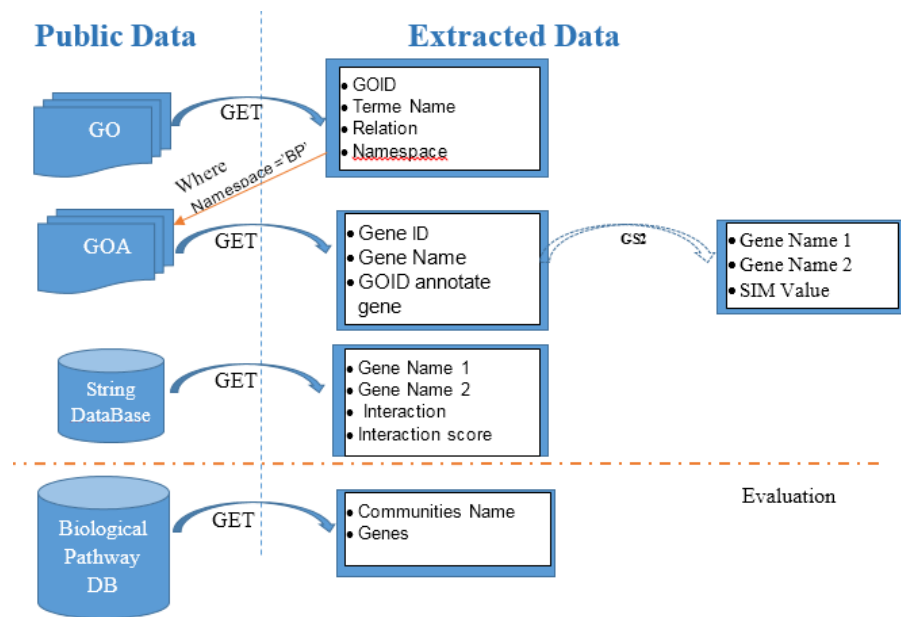 Public Data
Extracted Data
GO
GET
• GOID
• Terme Name
• Relation
• Namespace
Where
Namespace ='BP'
GOA
GET
• Gene ID
• Gene Name
• GOID annotate
gene
GS2
• Gene Name 1
• Gene Name 2
• SIM Value
String
DataBase
GET
• Gene Name 1
• Gene Name 2
• Interaction
• Interaction score
Evaluation
Biological
Pathway
DB
GET
• Communities Name
• Genes